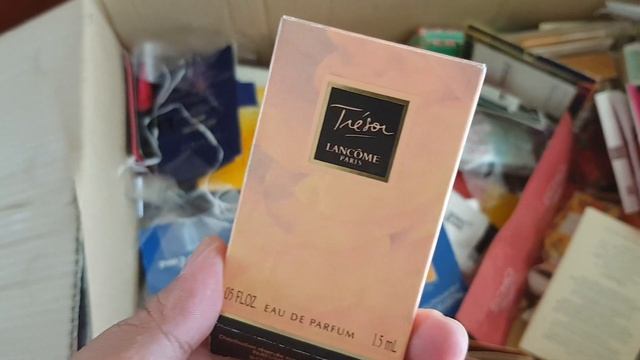 Trésor
LANCÔME
PARIS
.05 FL.OZ EAU DE PARFUM 1.5 mL